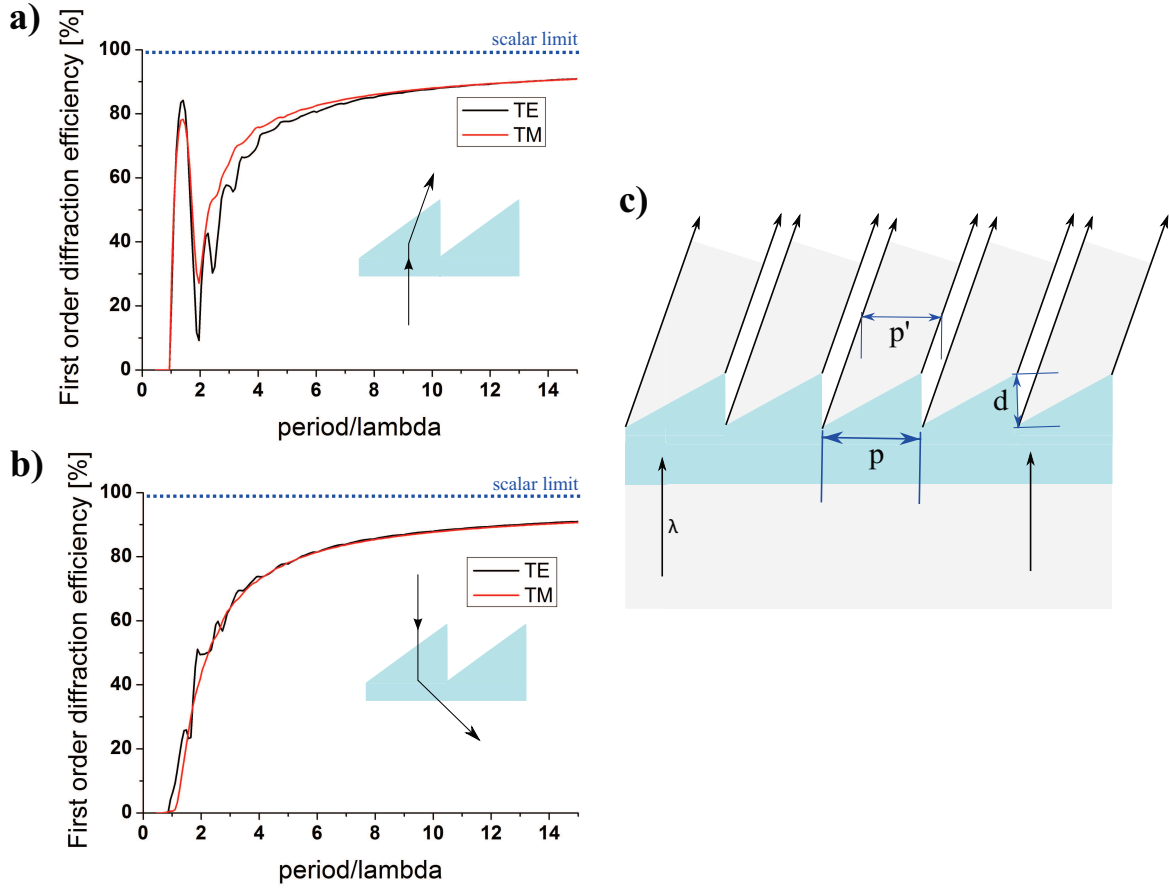 a)
First order diffraction efficiency [%]
scalar limit
100
80
60
40
20
0
TE
TM
0 2 4 6 8 10 12 14
period/lambda
b)
First order diffraction efficiency [%]
scalar limit
100
80
60
40
20
0
TE
TM
0 2 4 6 8 10 12 14
period/lambda
c)
p'
d
p
λ